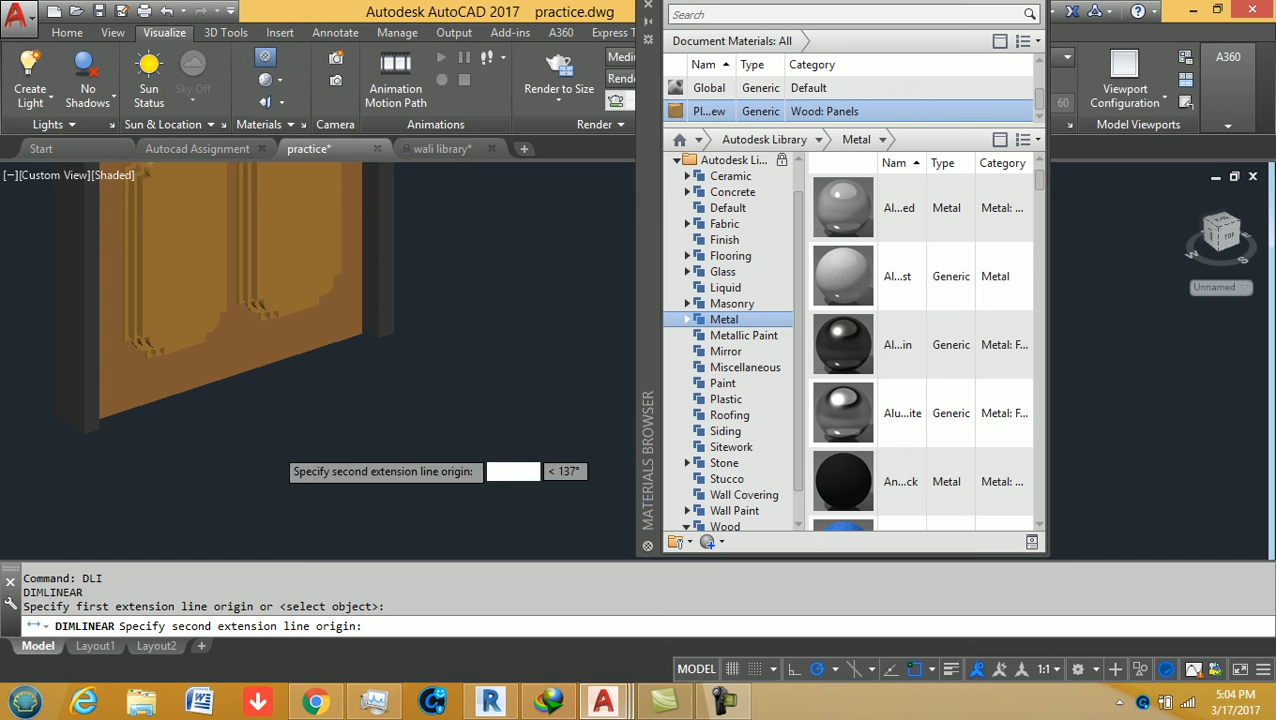 Autodesk AutoCAD 2017 practice.dwg
Search
Home View Visualize 3D Tools Insert Annotate Manage Output Add-ins A360 Express T
Document Materials: All
Nam Type Category
Global Generic Default
Pl...ew Generic Wood: Panels
Create Light
No Shadows
Sun Status
Sky Off
Animation Motion Path
Render to Size
Mediu
Rende
60
Viewport Configuration
A360
Lights Sun & Location Materials Camera Animations Render Model Viewports
Start Autocad Assignment practice* wali library*
Autodesk Library Metal
[−][Custom View][Shaded]
Autodesk Li...
Ceramic
Concrete
Default
Fabric
Finish
Flooring
Glass
Liquid
Masonry
Metal
Metallic Paint
Mirror
Miscellaneous
Paint
Plastic
Roofing
Siding
Sitework
Stone
Stucco
Wall Covering
Wall Paint
Wood
Nam Type Category
Al...ed Metal Metal: ...
Al...st Generic Metal
Al...in Generic Metal: F...
Alu...ite Generic Metal: F...
An...ck Metal Metal: ...
MATERIALS BROWSER
TOP
W
S
Unnamed
Specify second extension line origin: < 137°
Command: DLI
DIMLINEAR
Specify first extension line origin or <select object>:
DIMLINEAR Specify second extension line origin:
Model Layout1 Layout2
MODEL 1:1
5:04 PM
3/17/2017